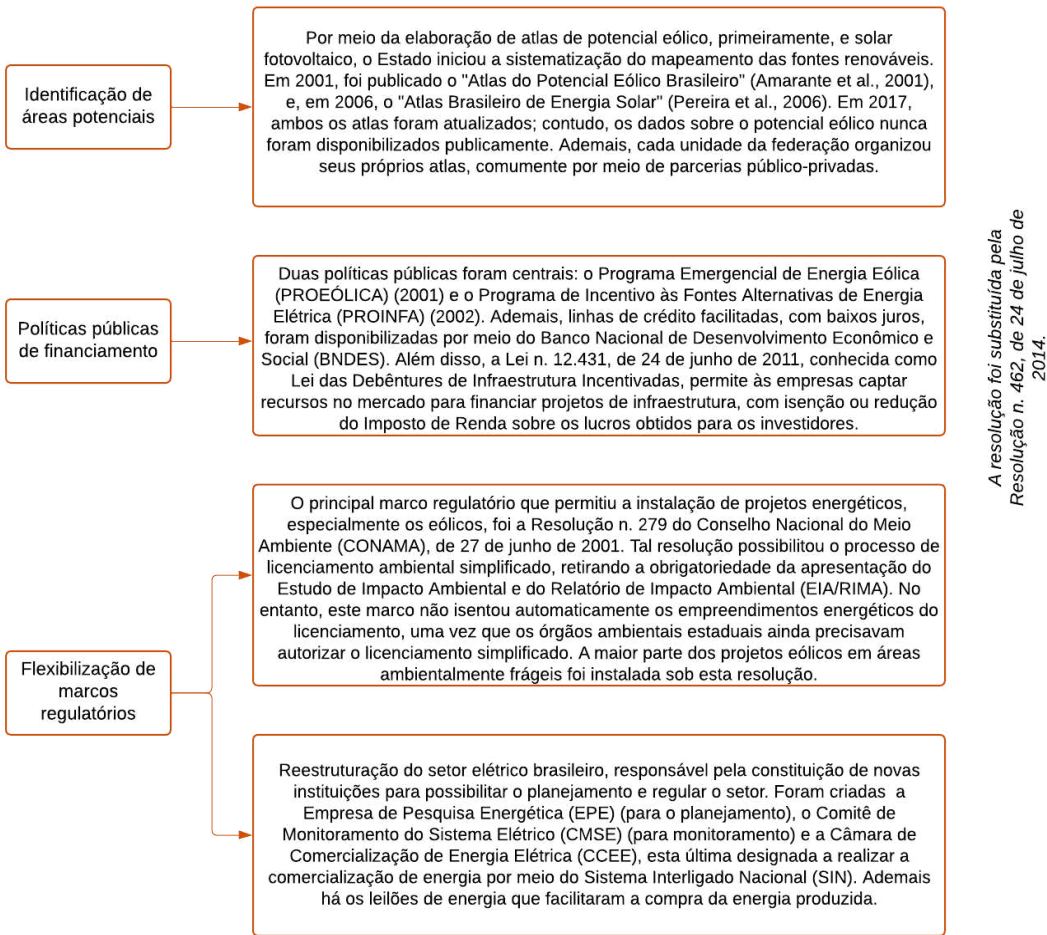 Identificação de
áreas potenciais
Por meio da elaboração de atlas de potencial eólico, primeiramente, e solar
fotovoltaico, o Estado iniciou a sistematização do mapeamento das fontes renováveis.
Em 2001, foi publicado o "Atlas do Potencial Eólico Brasileiro" (Amarante et al., 2001),
e, em 2006, o "Atlas Brasileiro de Energia Solar" (Pereira et al., 2006). Em 2017,
ambos os atlas foram atualizados; contudo, os dados sobre o potencial eólico nunca
foram disponibilizados publicamente. Ademais, cada unidade da federação organizou
seus próprios atlas, comumente por meio de parcerias público-privadas.
Políticas públicas
de financiamento
Duas políticas públicas foram centrais: o Programa Emergencial de Energia Eólica
(PROEÓLICA) (2001) e o Programa de Incentivo às Fontes Alternativas de Energia
Elétrica (PROINFA) (2002). Ademais, linhas de crédito facilitadas, com baixos juros,
foram disponibilizadas por meio do Banco Nacional de Desenvolvimento Econômico e
Social (BNDES). Além disso, a Lei n. 12.431, de 24 de junho de 2011, conhecida como
Lei das Debêntures de Infraestrutura Incentivadas, permite às empresas captar
recursos no mercado para financiar projetos de infraestrutura, com isenção ou redução
do Imposto de Renda sobre os lucros obtidos para os investidores.
Flexibilização de
marcos
regulatórios
O principal marco regulatório que permitiu a instalação de projetos energéticos,
especialmente os eólicos, foi a Resolução n. 279 do Conselho Nacional do Meio
Ambiente (CONAMA), de 27 de junho de 2001. Tal resolução possibilitou o processo de
licenciamento ambiental simplificado, retirando a obrigatoriedade da apresentação do
Estudo de Impacto Ambiental e do Relatório de Impacto Ambiental (EIA/RIMA). No
entanto, este marco não isentou automaticamente os empreendimentos energéticos do
licenciamento, uma vez que os órgãos ambientais estaduais ainda precisavam
autorizar o licenciamento simplificado. A maior parte dos projetos eólicos em áreas
ambientalmente frágeis foi instalada sob esta resolução.
Reestruturação do setor elétrico brasileiro, responsável pela constituição de novas
instituições para possibilitar o planejamento e regular o setor. Foram criadas a
Empresa de Pesquisa Energética (EPE) (para o planejamento), o Comitê de
Monitoramento do Sistema Elétrico (CMSE) (para monitoramento) e a Câmara de
Comercialização de Energia Elétrica (CCEE), esta última designada a realizar a
comercialização de energia por meio do Sistema Interligado Nacional (SIN). Ademais
há os leilões de energia que facilitaram a compra da energia produzida.
A resolução foi substituída pela
Resolução n. 462, de 24 de julho de
2014.